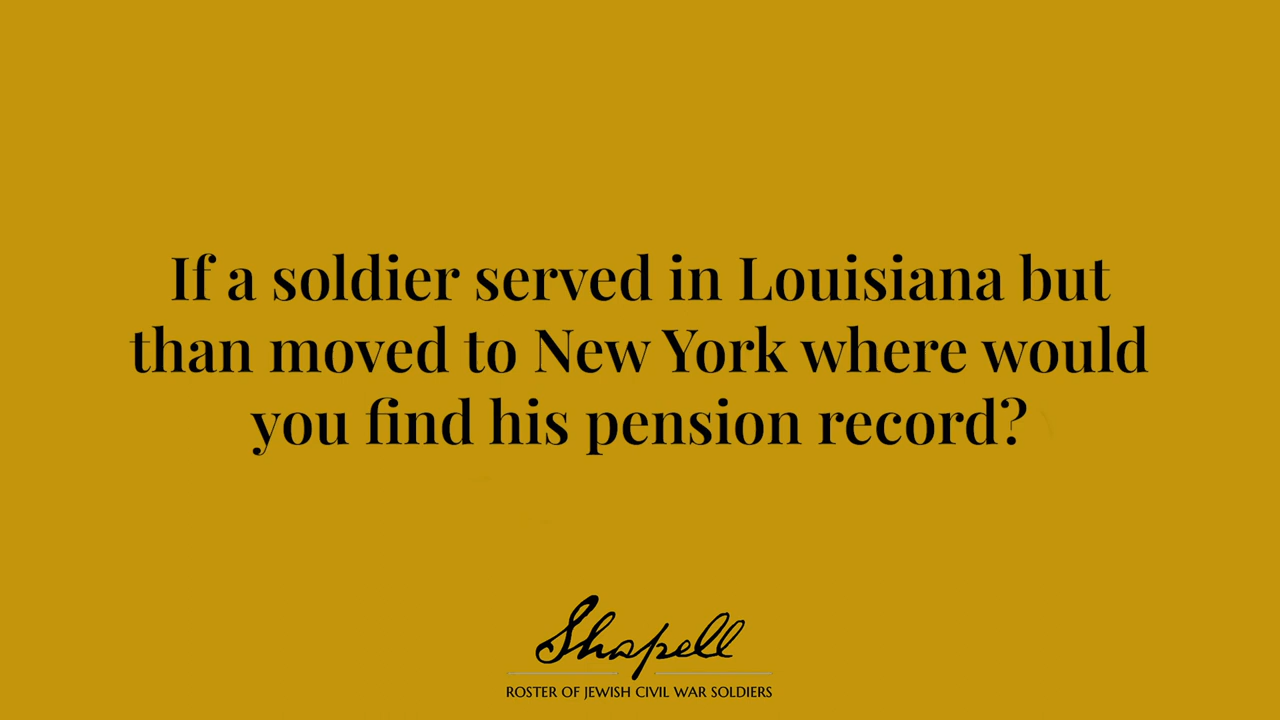 If a soldier served in Louisiana but
than moved to New York where would
you find his pension record?
Shapell
ROSTER OF JEWISH CIVIL WAR SOLDIERS